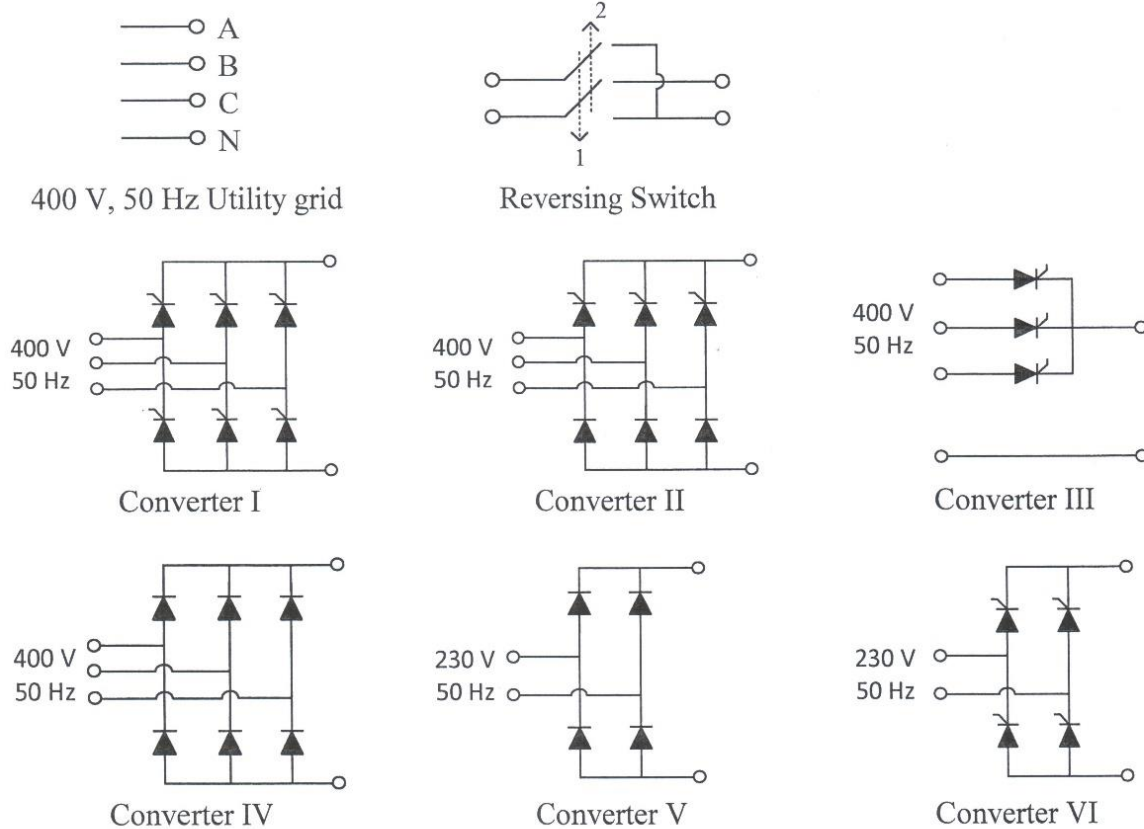 A
B
C
N
400 V, 50 Hz Utility grid
2
1
Reversing Switch
400 V
50 Hz
Converter I
400 V
50 Hz
Converter II
400 V
50 Hz
Converter III
400 V
50 Hz
Converter IV
230 V
50 Hz
Converter V
230 V
50 Hz
Converter VI